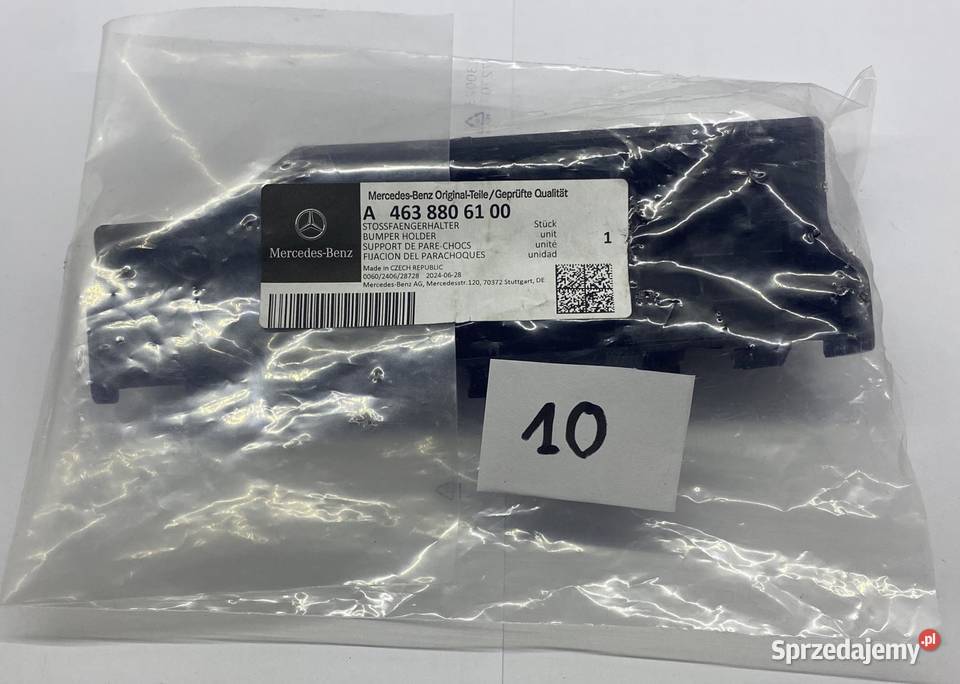 Mercedes-Benz Original-Teile/Geprüfte Qualität
A 463 880 61 00
STOSSFAENGERHALTER Stück
BUMPER HOLDER unit
SUPPORT DE PARE-CHOCS unité
FIJACION DEL PARACHOQUES unidad
1
Made in CZECH REPUBLIC
0060/2406/28728 2024-06-28
Mercedes-Benz AG, Mercedesstr.120, 70372 Stuttgart, DE
Mercedes-Benz
10
Sprzedajemy.pl